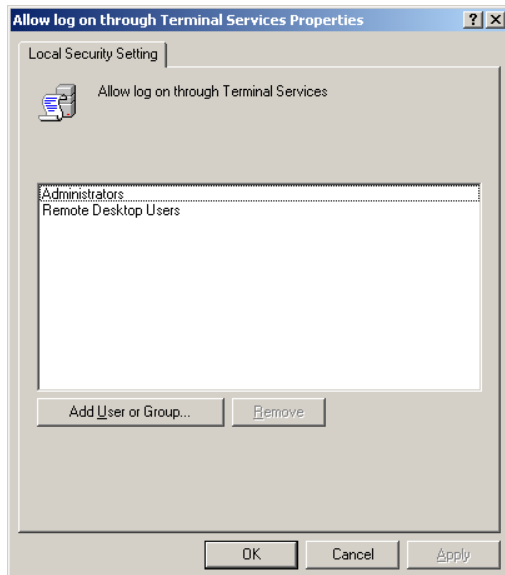 Allow log on through Terminal Services Properties
Local Security Setting
Allow log on through Terminal Services
Administrators
Remote Desktop Users
Add User or Group... Remove
OK Cancel Apply